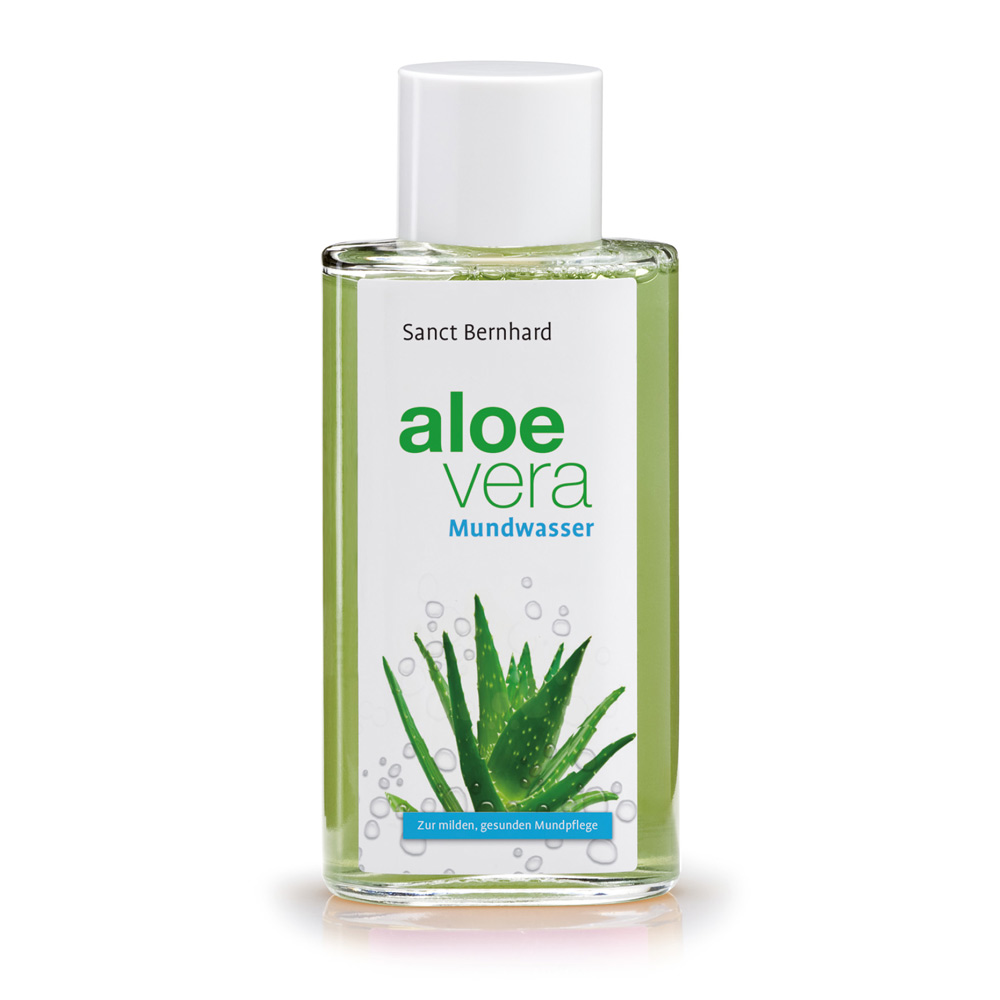 Sanct Bernhard
aloe
vera
Mundwasser
Zur milden, gesunden Mundpflege